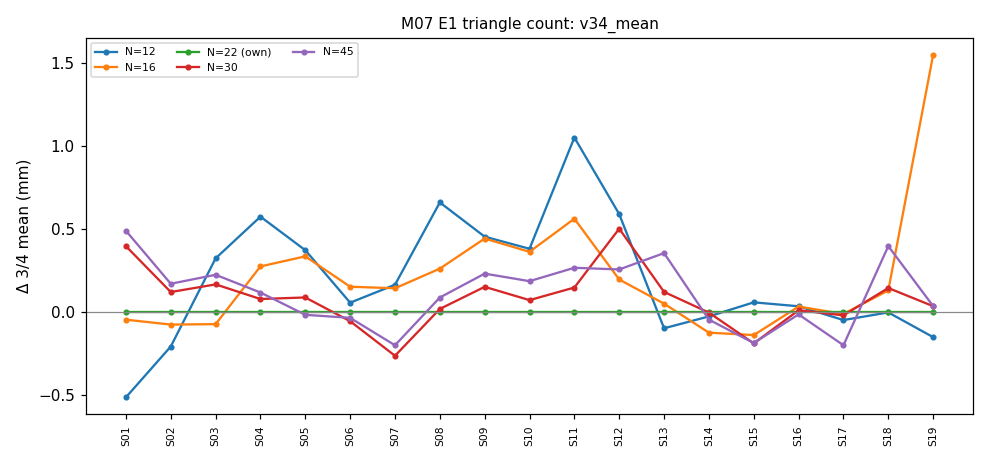 M07 E1 triangle count: v34_mean
N=12 N=22 (own) N=45
N=16 N=30
Δ 3/4 mean (mm)
1.5
1.0
0.5
0.0
−0.5
S01 S02 S03 S04 S05 S06 S07 S08 S09 S10 S11 S12 S13 S14 S15 S16 S17 S18 S19